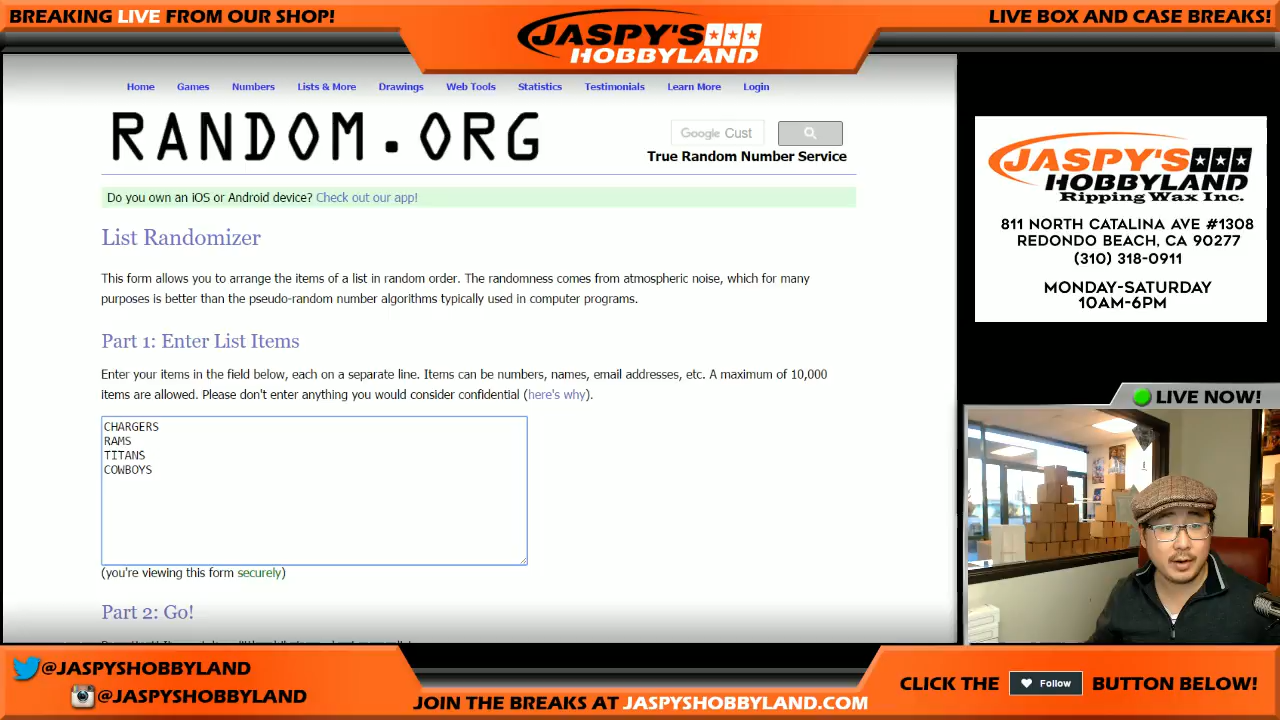 BREAKING LIVE FROM OUR SHOP!
JASPY'S
HOBBYLAND
LIVE BOX AND CASE BREAKS!
Home Games Numbers Lists & More Drawings Web Tools Statistics Testimonials Learn More Login
RANDOM.ORG
Google Cust
True Random Number Service
Do you own an iOS or Android device? Check out our app!
List Randomizer
This form allows you to arrange the items of a list in random order. The randomness comes from atmospheric noise, which for many
purposes is better than the pseudo-random number algorithms typically used in computer programs.
Part 1: Enter List Items
Enter your items in the field below, each on a separate line. Items can be numbers, names, email addresses, etc. A maximum of 10,000
items are allowed. Please don't enter anything you would consider confidential (here's why).
CHARGERS
RAMS
TITANS
COWBOYS
(you're viewing this form securely)
Part 2: Go!
JASPY'S
HOBBYLAND
Ripping Wax Inc.
811 NORTH CATALINA AVE #1308
REDONDO BEACH, CA 90277
(310) 318-0911
MONDAY-SATURDAY
10AM-6PM
LIVE NOW!
@JASPYSHOBBYLAND
@JASPYSHOBBYLAND
JOIN THE BREAKS AT JASPYSHOBBYLAND.COM
CLICK THE Follow BUTTON BELOW!